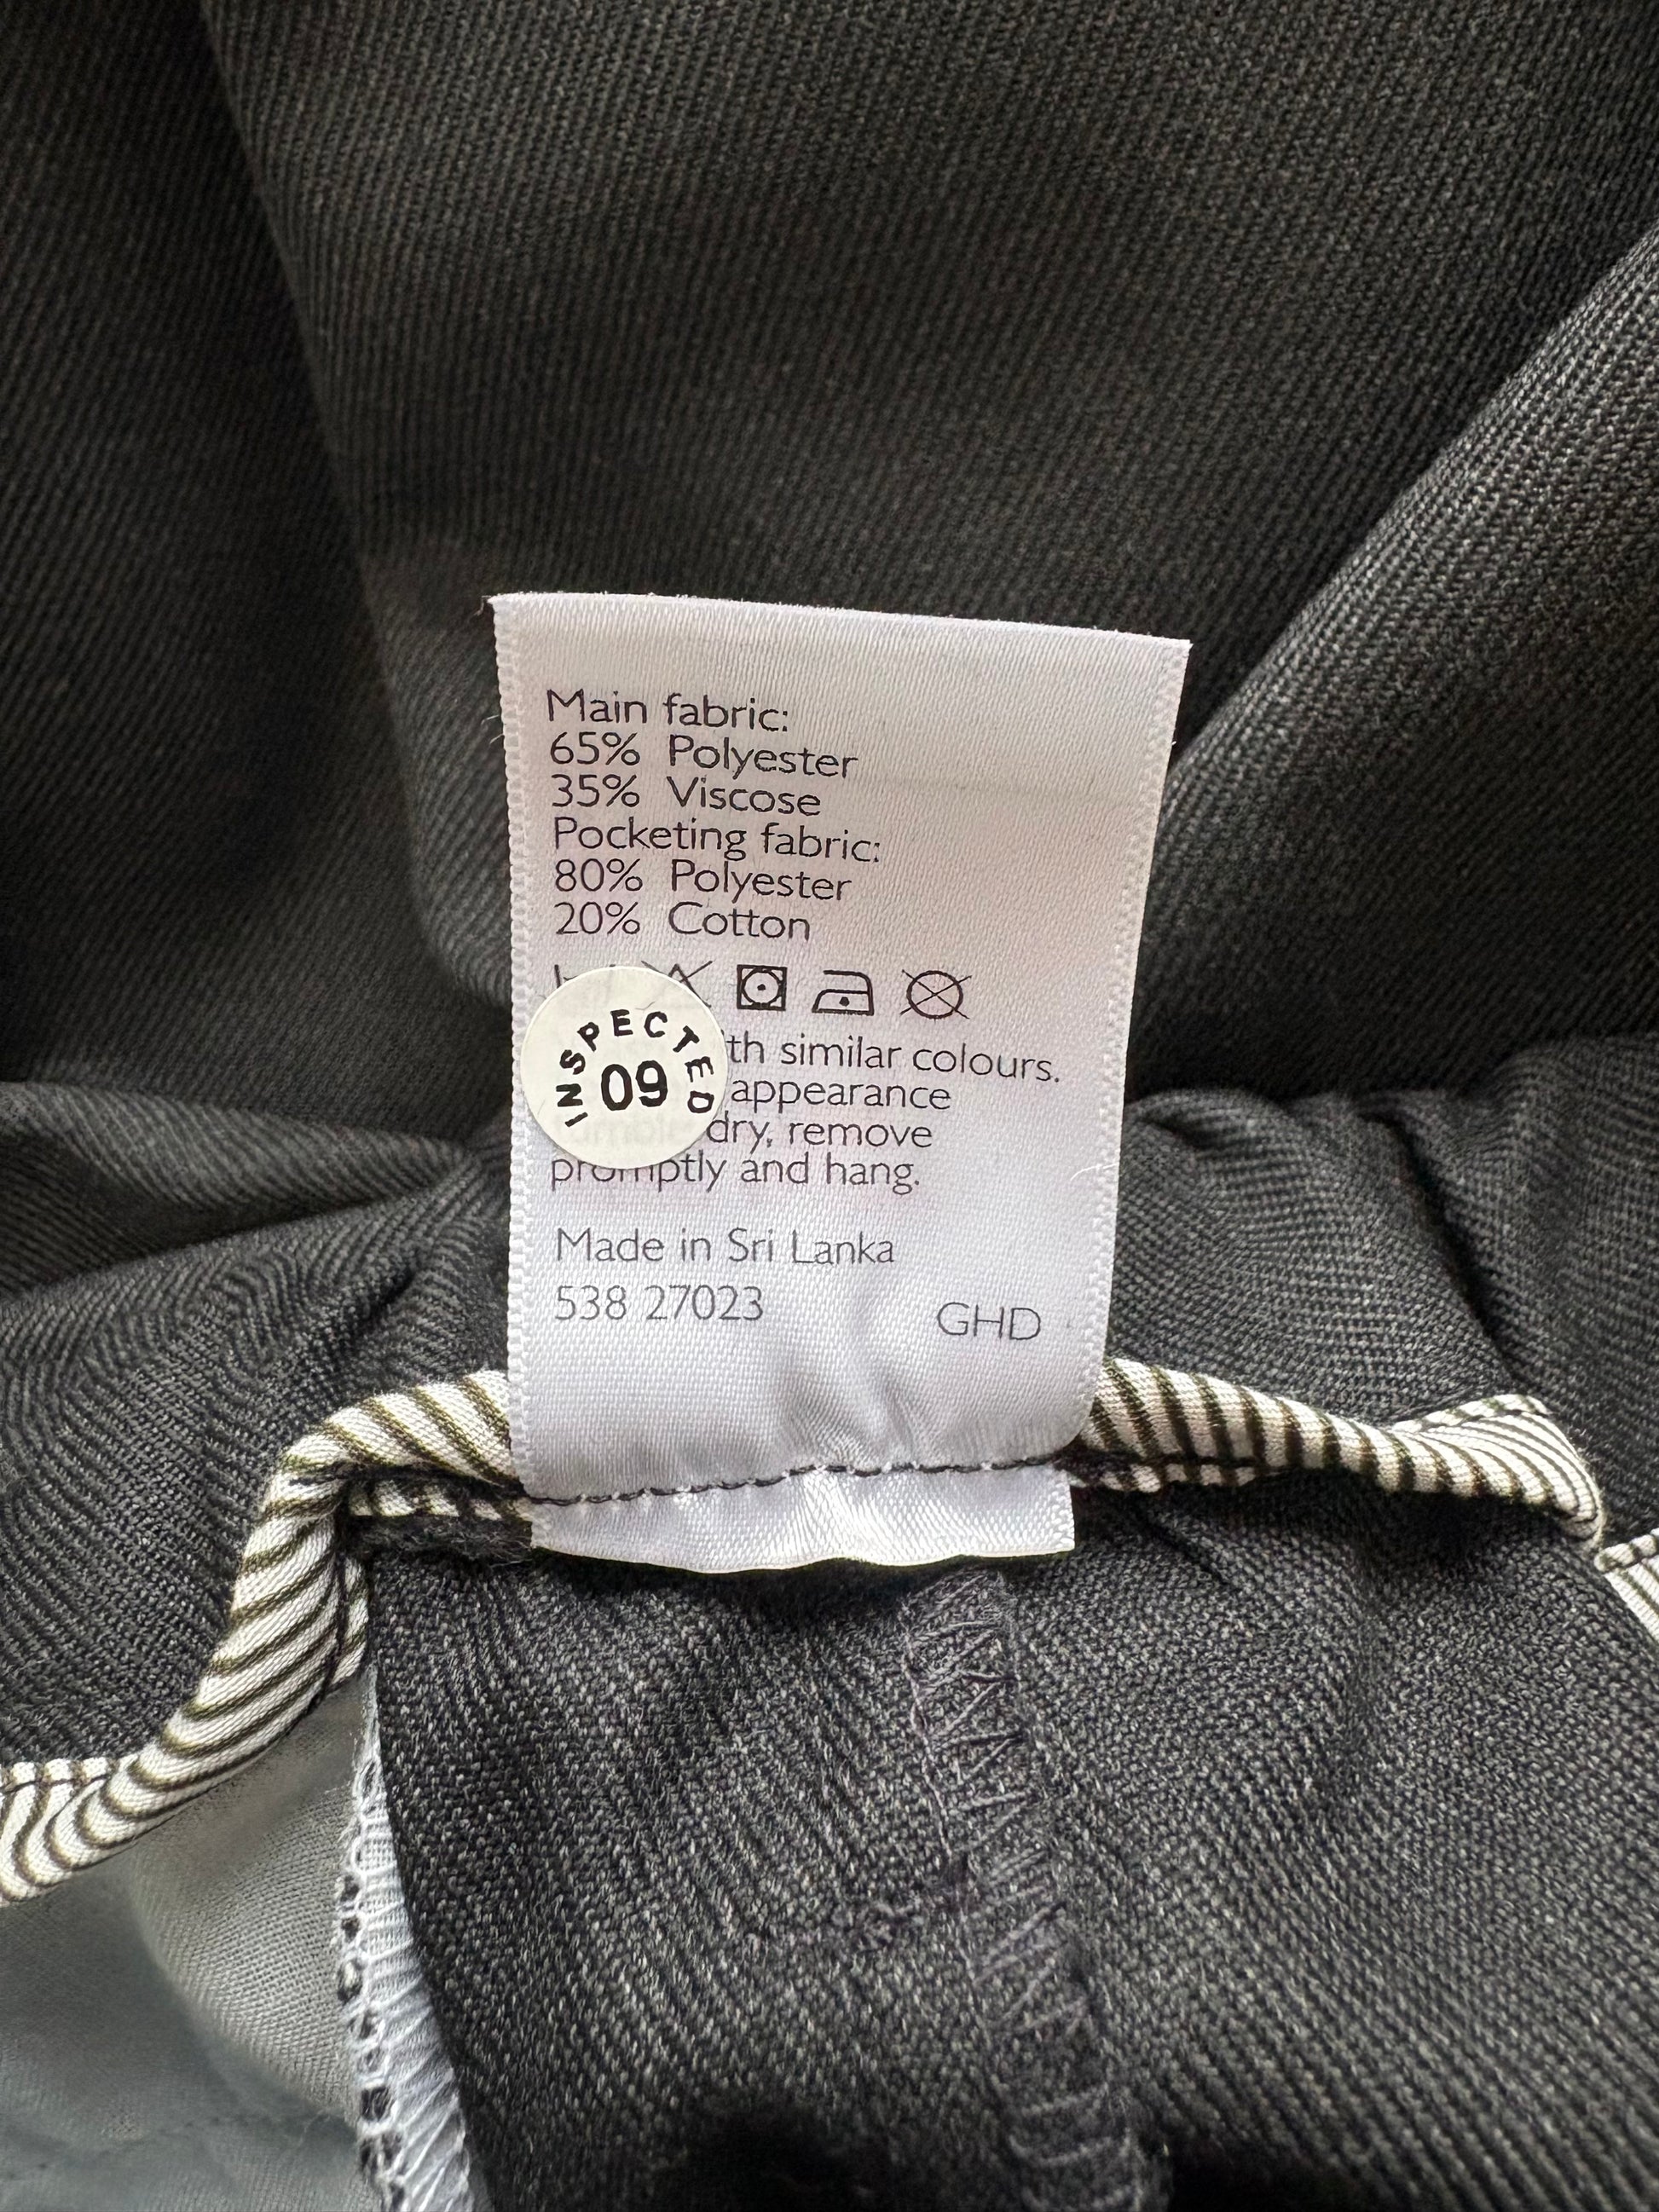 Main fabric:
65% Polyester
35% Viscose
Pocketing fabric:
80% Polyester
20% Cotton
INSPECTED
09
similar colours.
appearance
dry, remove
promptly and hang.
Made in Sri Lanka
538 27023 GHD